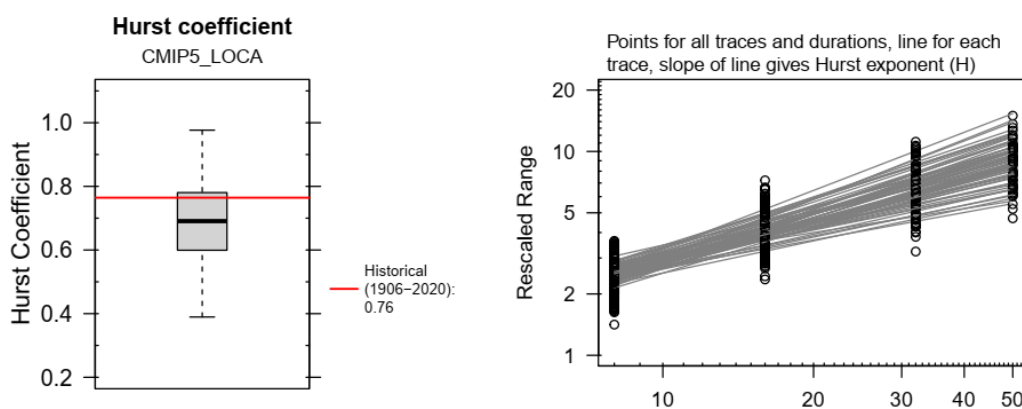 Hurst coefficient
CMIP5_LOCA
Hurst Coefficient
1.0
0.8
0.6
0.4
0.2
Historical
(1906−2020):
0.76
Points for all traces and durations, line for each
trace, slope of line gives Hurst exponent (H)
Rescaled Range
20
10
5
2
1
10
20
30
40
50